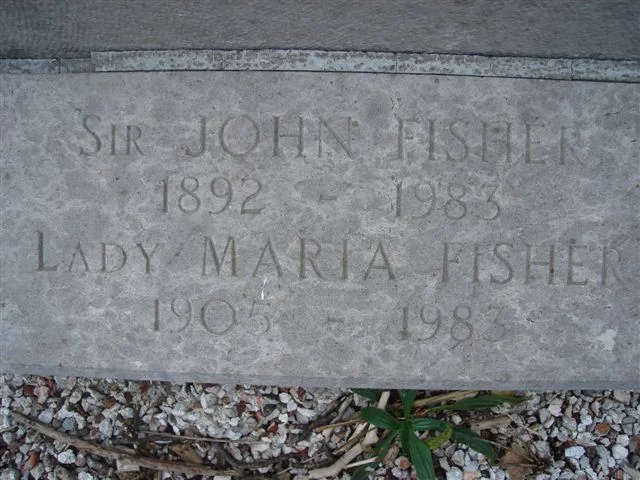 Sir JOHN FISHER
1892 - 1983
LADY MARIA FISHER
1905 - 1983